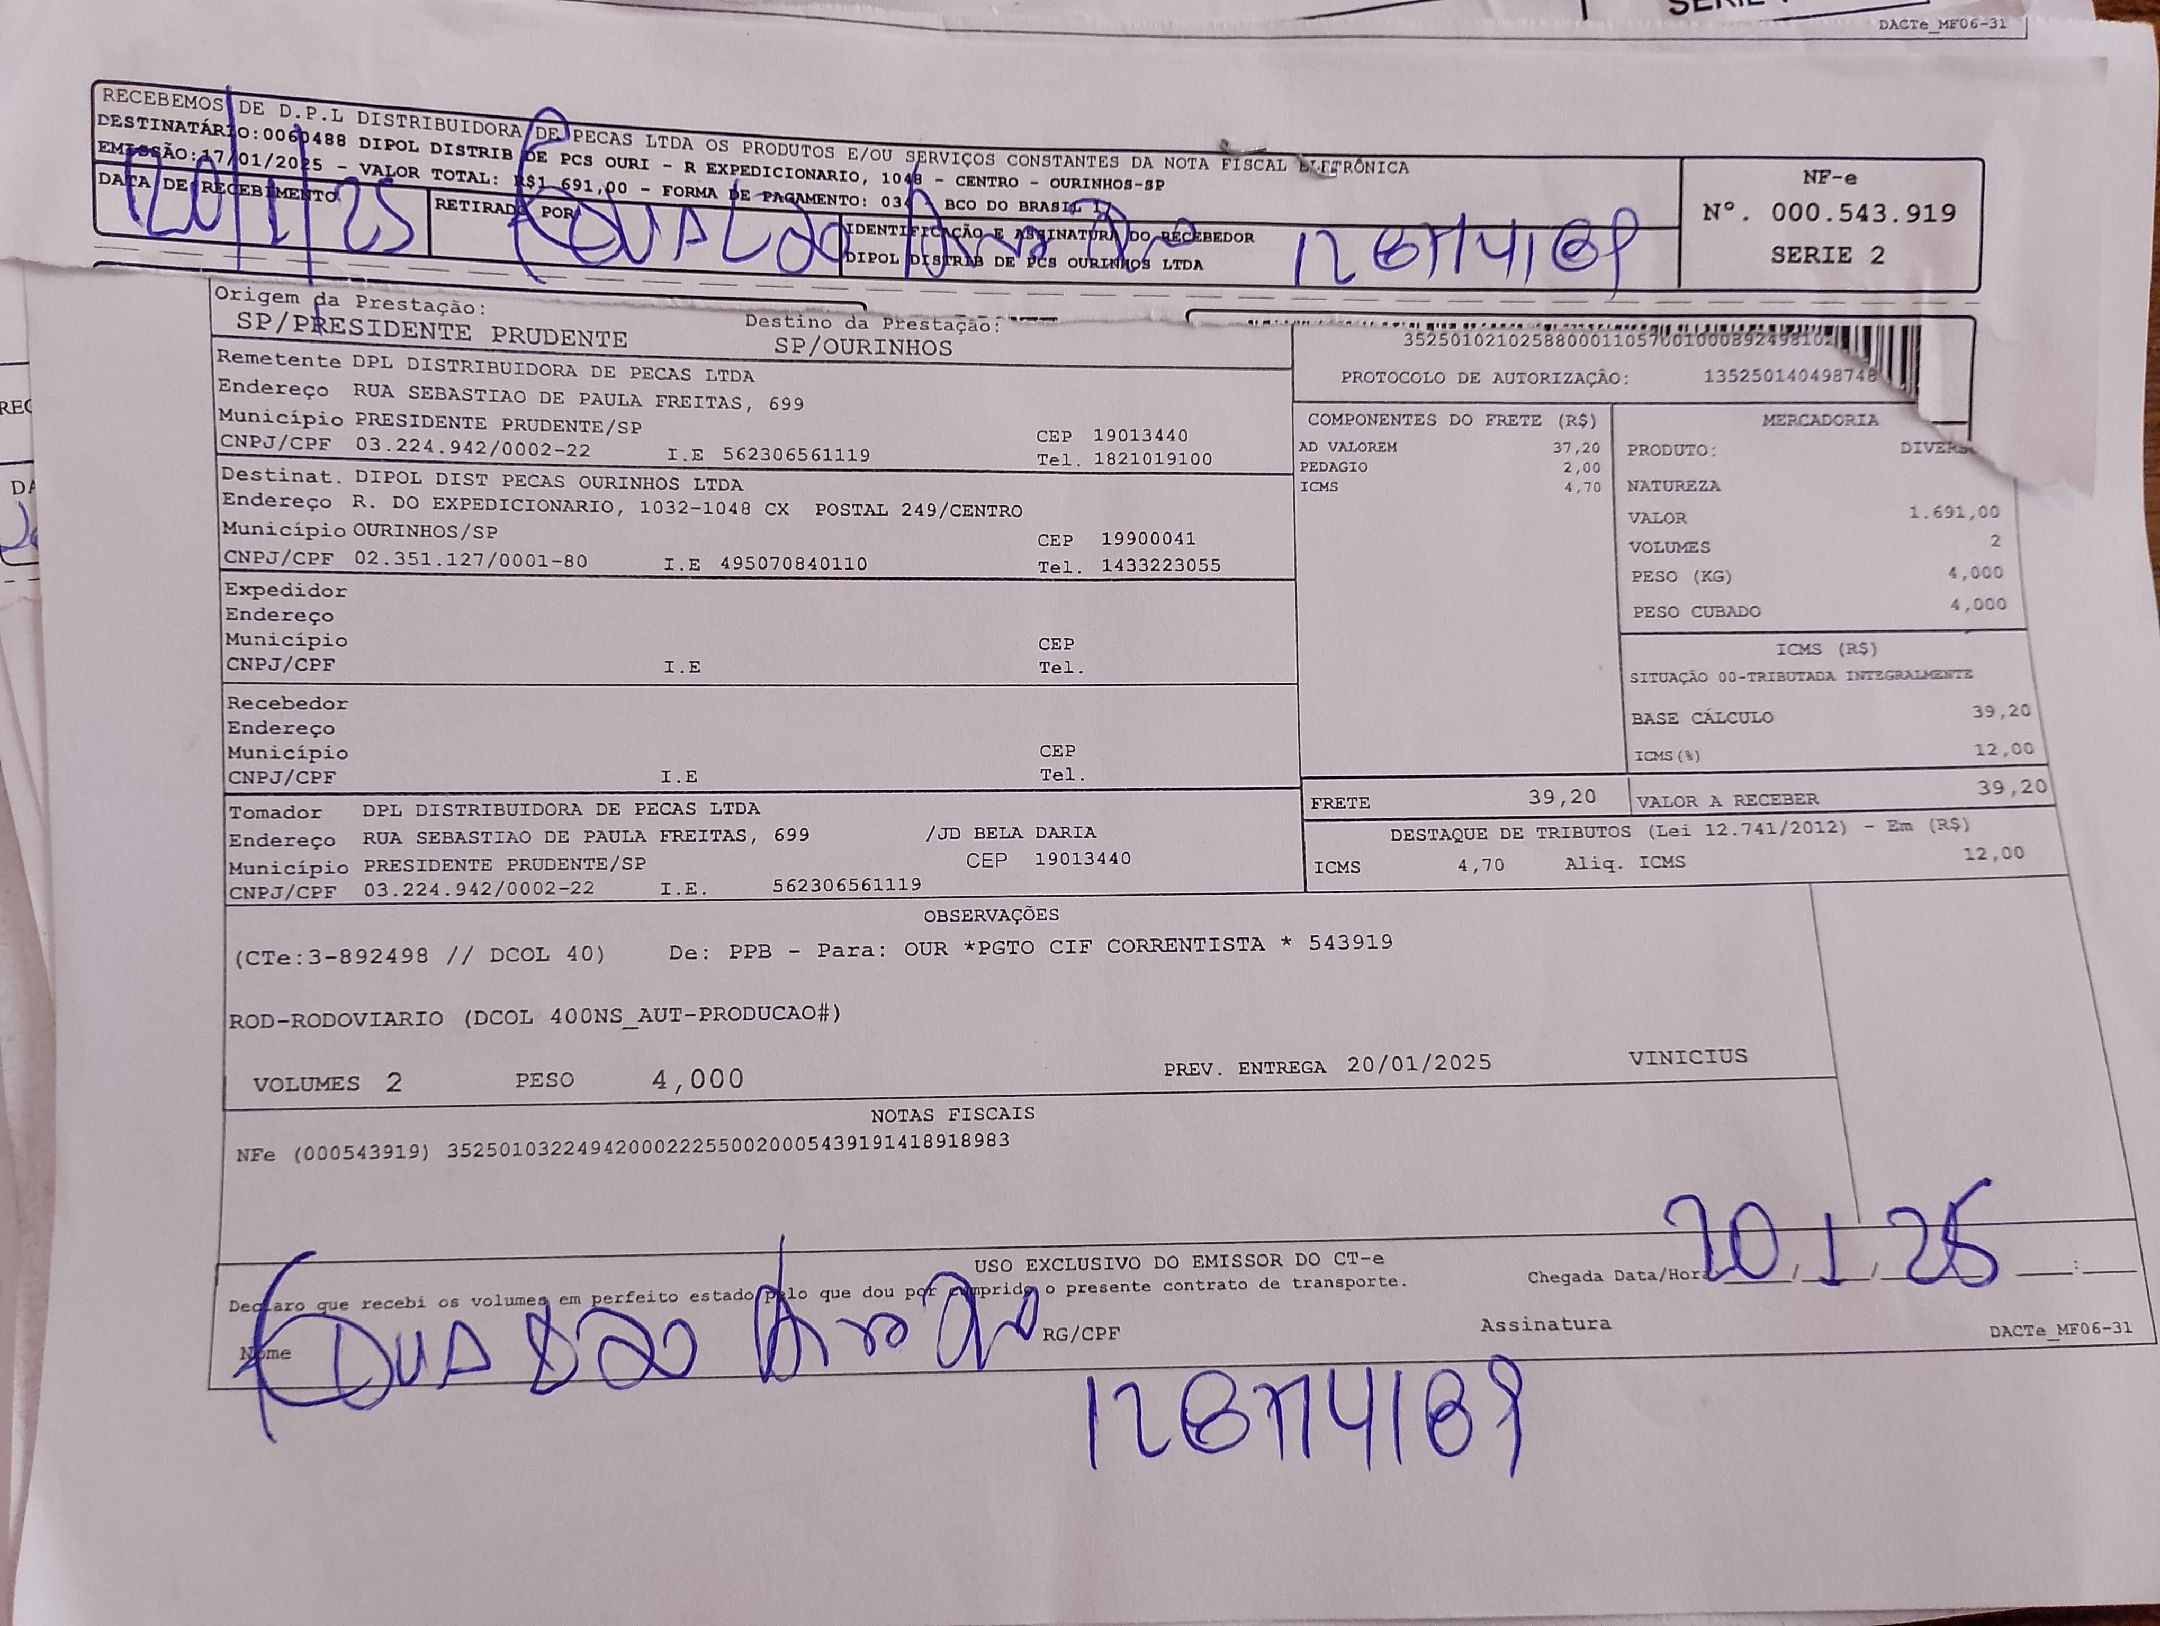 SERIE
DACTe_MF06-31
RECEBEMOS DE D.P.L DISTRIBUIDORA DE PECAS LTDA OS PRODUTOS E/OU SERVIÇOS CONSTANTES DA NOTA FISCAL ELETRÔNICA
DESTINATÁRIO:0060488 DIPOL DISTRIB DE PCS OURI - R EXPEDICIONARIO, 1048 - CENTRO - OURINHOS-SP
EMISSÃO:17/01/2025 - VALOR TOTAL: R$1 691,00 - FORMA DE PAGAMENTO: 034 - BCO DO BRASIL
DATA DE RECEBIMENTO
20/1/25
RETIRADA POR
IDENTIFICAÇÃO E ASSINATURA DO RECEBEDOR
DIPOL DISTRIB DE PCS OURINHOS LTDA
NF-e
Nº. 000.543.919
SERIE 2
Origem da Prestação:
SP/PRESIDENTE PRUDENTE
Destino da Prestação:
SP/OURINHOS
PROTOCOLO DE AUTORIZAÇÃO: 135250140498748
Remetente DPL DISTRIBUIDORA DE PECAS LTDA
Endereço RUA SEBASTIAO DE PAULA FREITAS, 699
Município PRESIDENTE PRUDENTE/SP CEP 19013440
CNPJ/CPF 03.224.942/0002-22 I.E 562306561119 Tel. 1821019100
Destinat. DIPOL DIST PECAS OURINHOS LTDA
Endereço R. DO EXPEDICIONARIO, 1032-1048 CX POSTAL 249/CENTRO
Município OURINHOS/SP CEP 19900041
CNPJ/CPF 02.351.127/0001-80 I.E 495070840110 Tel. 1433223055
Expedidor
Endereço
Município CEP
CNPJ/CPF I.E Tel.
Recebedor
Endereço
Município CEP
CNPJ/CPF I.E Tel.
Tomador DPL DISTRIBUIDORA DE PECAS LTDA
Endereço RUA SEBASTIAO DE PAULA FREITAS, 699 /JD BELA DARIA
Município PRESIDENTE PRUDENTE/SP CEP 19013440
CNPJ/CPF 03.224.942/0002-22 I.E. 562306561119
COMPONENTES DO FRETE (R$)
AD VALOREM 37,20
PEDAGIO 2,00
ICMS 4,70
MERCADORIA
PRODUTO:
NATUREZA
VALOR 1.691,00
VOLUMES 2
PESO (KG) 4,000
PESO CUBADO 4,000
ICMS (R$)
SITUAÇÃO 00-TRIBUTADA INTEGRALMENTE
BASE CÁLCULO 39,20
ICMS(%) 12,00
FRETE 39,20 VALOR A RECEBER 39,20
DESTAQUE DE TRIBUTOS (Lei 12.741/2012) - Em (R$)
ICMS 4,70 Aliq. ICMS 12,00
OBSERVAÇÕES
(CTe:3-892498 // DCOL 40) De: PPB - Para: OUR *PGTO CIF CORRENTISTA * 543919
ROD-RODOVIARIO (DCOL 400NS_AUT-PRODUCAO#)
VOLUMES 2 PESO 4,000 PREV. ENTREGA 20/01/2025 VINICIUS
NOTAS FISCAIS
NFe (000543919) 35250103224942000222550020005439191418918983
USO EXCLUSIVO DO EMISSOR DO CT-e
Declaro que recebi os volumes em perfeito estado pelo que dou por cumprido o presente contrato de transporte.
Chegada Data/Hora 20/1/25 :
Nome
RG/CPF
Assinatura
DACTe_MF06-31